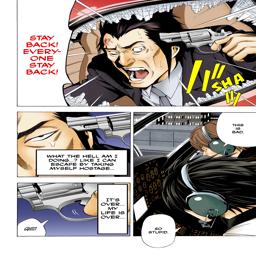 STAY
BACK!
EVERY-
ONE
STAY
BACK!
SHA
WHAT THE HELL AM I
DOING...? LIKE I CAN
ESCAPE BY TAKING
MYSELF HOSTAGE...
IT'S
OVER...
MY
LIFE IS
OVER...
THIS
IS
BAD.
SO
STUPID.